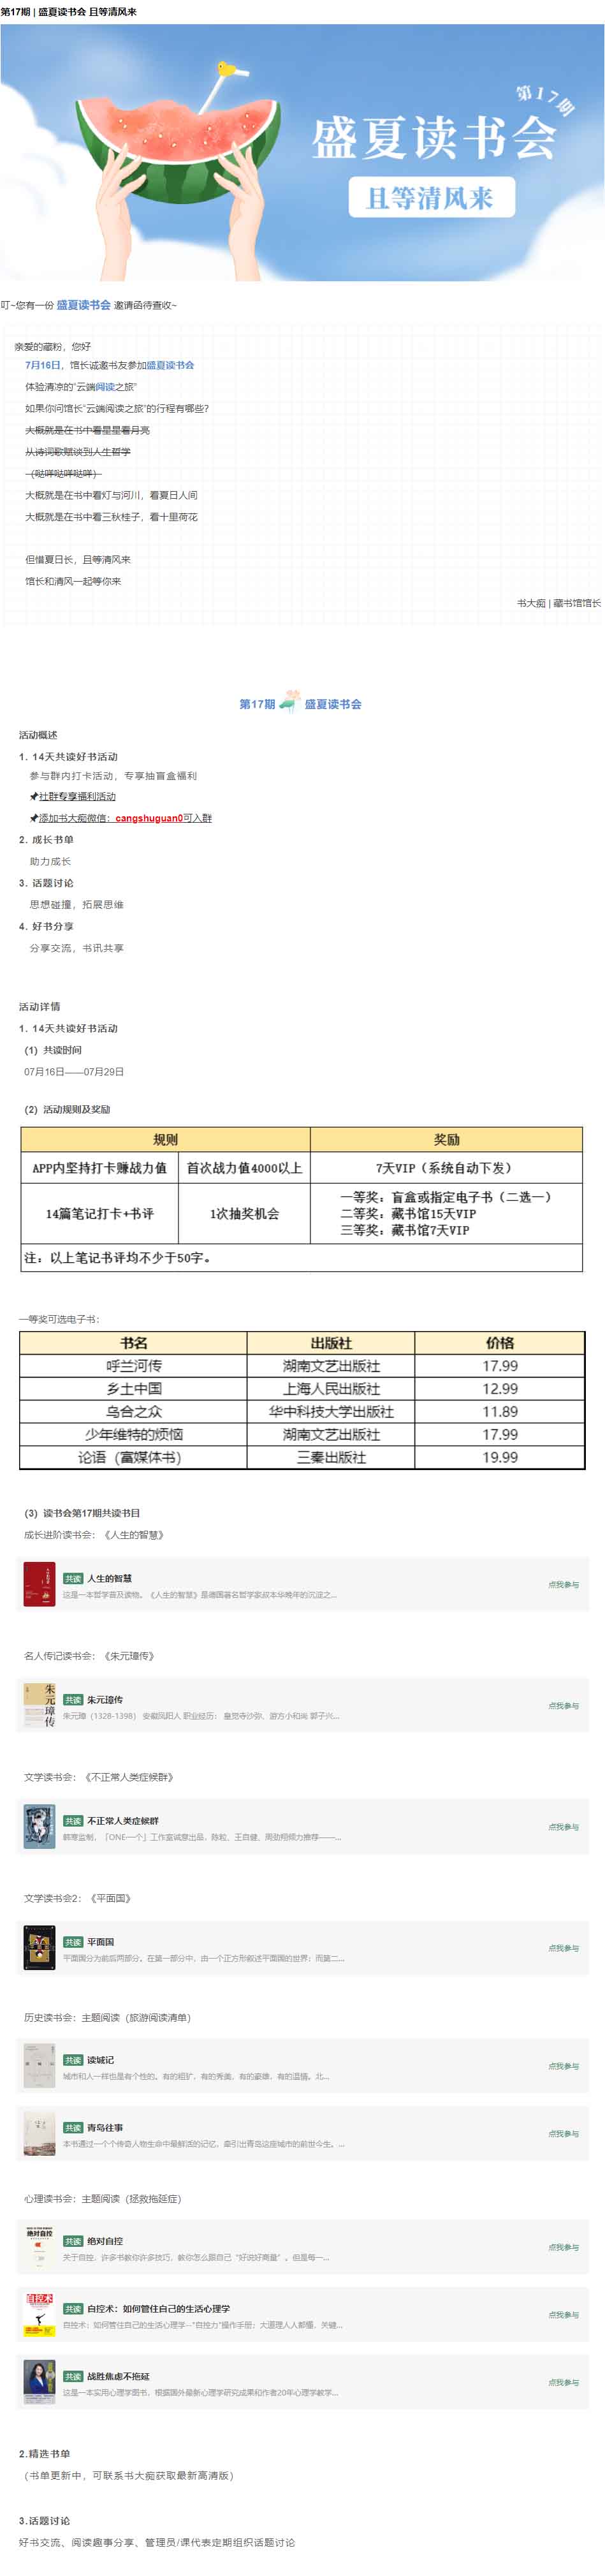 第17期 | 盛夏读书会 且等清风来
第17期
盛夏读书会
且等清风来
叮~您有一份 盛夏读书会 邀请函待查收~
亲爱的藏粉，您好
7月16日，馆长诚邀书友参加盛夏读书会
体验清凉的“云端阅读之旅”
如果你问馆长“云端阅读之旅”的行程有哪些？
大概就是在书中看星星看月亮
从诗词歌赋谈到人生哲学
（哒咩哒咩哒咩）
大概就是在书中看灯与河川，看夏日人间
大概就是在书中看三秋桂子，看十里荷花
但惜夏日长，且等清风来
馆长和清风一起等你来
书大痴 | 藏书馆馆长
第17期 盛夏读书会
活动概述
1. 14天共读好书活动
参与群内打卡活动，专享抽盲盒福利
📌社群专享福利活动
📌添加书大痴微信：cangshuguan0可入群
2. 成长书单
助力成长
3. 话题讨论
思想碰撞，拓展思维
4. 好书分享
分享交流，书讯共享
活动详情
1. 14天共读好书活动
（1）共读时间
07月16日——07月29日
（2）活动规则及奖励
规则 奖励
APP内坚持打卡赚战力值 首次战力值4000以上 7天VIP（系统自动下发）
14篇笔记打卡+书评 1次抽奖机会 一等奖：盲盒或指定电子书（二选一）
二等奖：藏书馆15天VIP
三等奖：藏书馆7天VIP
注：以上笔记书评均不少于50字。
一等奖可选电子书：
书名 出版社 价格
呼兰河传 湖南文艺出版社 17.99
乡土中国 上海人民出版社 12.99
乌合之众 华中科技大学出版社 11.89
少年维特的烦恼 湖南文艺出版社 17.99
论语（富媒体书） 三秦出版社 19.99
（3）读书会第17期共读书目
成长进阶读书会：《人生的智慧》
共读 人生的智慧
这是一本哲学普及读物。《人生的智慧》是德国著名哲学家叔本华晚年的沉淀之...
点我参与
名人传记读书会：《朱元璋传》
朱元璋传
共读 朱元璋传
朱元璋（1328-1398） 安徽凤阳人 职业经历： 皇觉寺沙弥，游方小和尚 郭子兴...
点我参与
文学读书会：《不正常人类症候群》
共读 不正常人类症候群
韩寒监制，「ONE·一个」工作室诚意出品，陈粒、王自健、周劲翔倾力推荐——...
点我参与
文学读书会2：《平面国》
共读 平面国
平面国分为前后两部分。在第一部分中，由一个正方形叙述平面国的世界；而第二...
点我参与
历史读书会：主题阅读（旅游阅读清单）
共读 读城记
城市和人一样也是有个性的。有的粗犷，有的秀美，有的豪雄，有的温情。北...
点我参与
共读 青岛往事
本书通过一个个传奇人物生命中最鲜活的记忆，牵引出青岛这座城市的前世今生。...
点我参与
心理读书会：主题阅读（拯救拖延症）
绝对自控
共读 绝对自控
关于自控，许多书教你许多技巧，教你怎么跟自己“好说好商量”。但是每一...
点我参与
自控术
共读 自控术：如何管住自己的生活心理学
自控术：如何管住自己的生活心理学--“自控力”操作手册：大道理人人都懂，关键...
点我参与
共读 战胜焦虑不拖延
这是一本实用心理学图书，根据国外最新心理学研究成果和作者20年心理学教学...
点我参与
2.精选书单
（书单更新中，可联系书大痴获取最新高清版）
3.话题讨论
好书交流、阅读趣事分享、管理员/课代表定期组织话题讨论